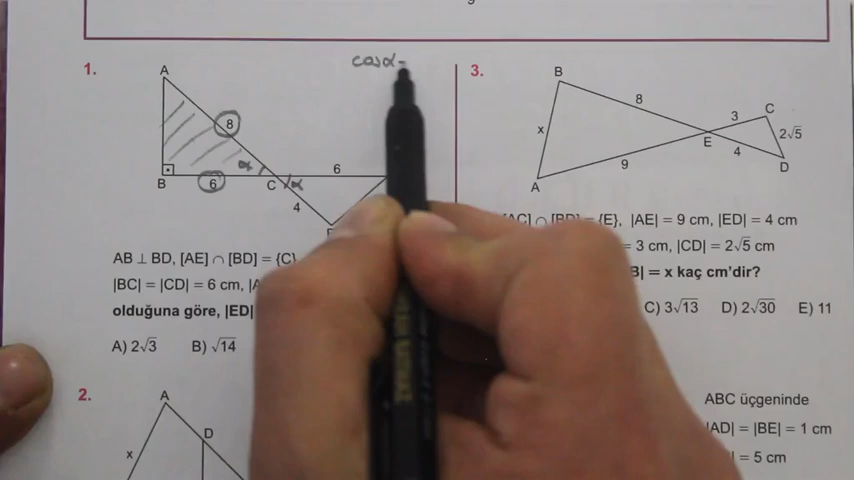 cosα=
1.
A
8
α
B
6
C
α
6
4
AB ⊥ BD, [AE] ∩ [BD] = {C}
|BC| = |CD| = 6 cm,
olduğuna göre, |ED|
A) 2√3 B) √14
2.
A
D
x
3.
B
8
C
3
x
2√5
E
4
9
D
A
[AC] ∩ [BD] = {E}, |AE| = 9 cm, |ED| = 4 cm
= 3 cm, |CD| = 2√5 cm
= x kaç cm'dir?
C) 3√13 D) 2√30 E) 11
ABC üçgeninde
|AD| = |BE| = 1 cm
= 5 cm